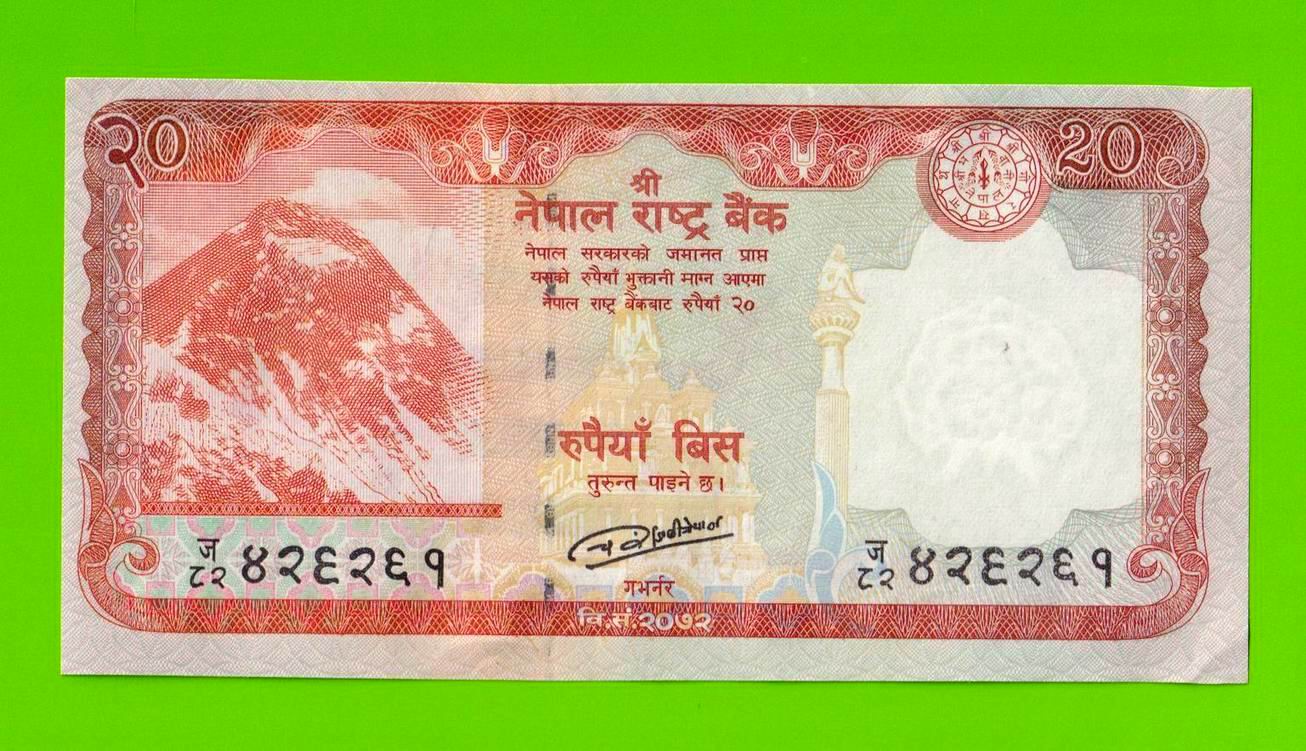 २०
20
श्री
नेपाल राष्ट्र बैंक
नेपाल सरकारको जमानत प्राप्त
यसको रुपैयाँ भुक्तानी माग्न आएमा
नेपाल राष्ट्र बैंकबाट रुपैयाँ २०
रुपैयाँ बिस
तुरुन्त पाइने छ।
गभर्नर
ज
८२ ४२६२६१
ज
८२ ४२६२६१
वि.सं.२०७२